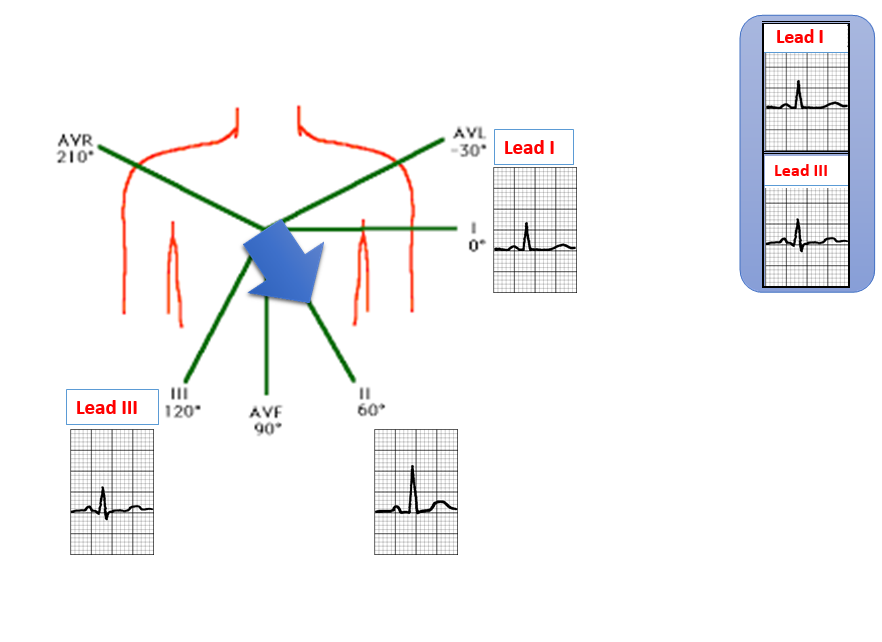 Lead I
Lead III
AVR
210°
AVL
-30°
Lead I
I
0°
III
120°
Lead III
AVF
90°
II
60°